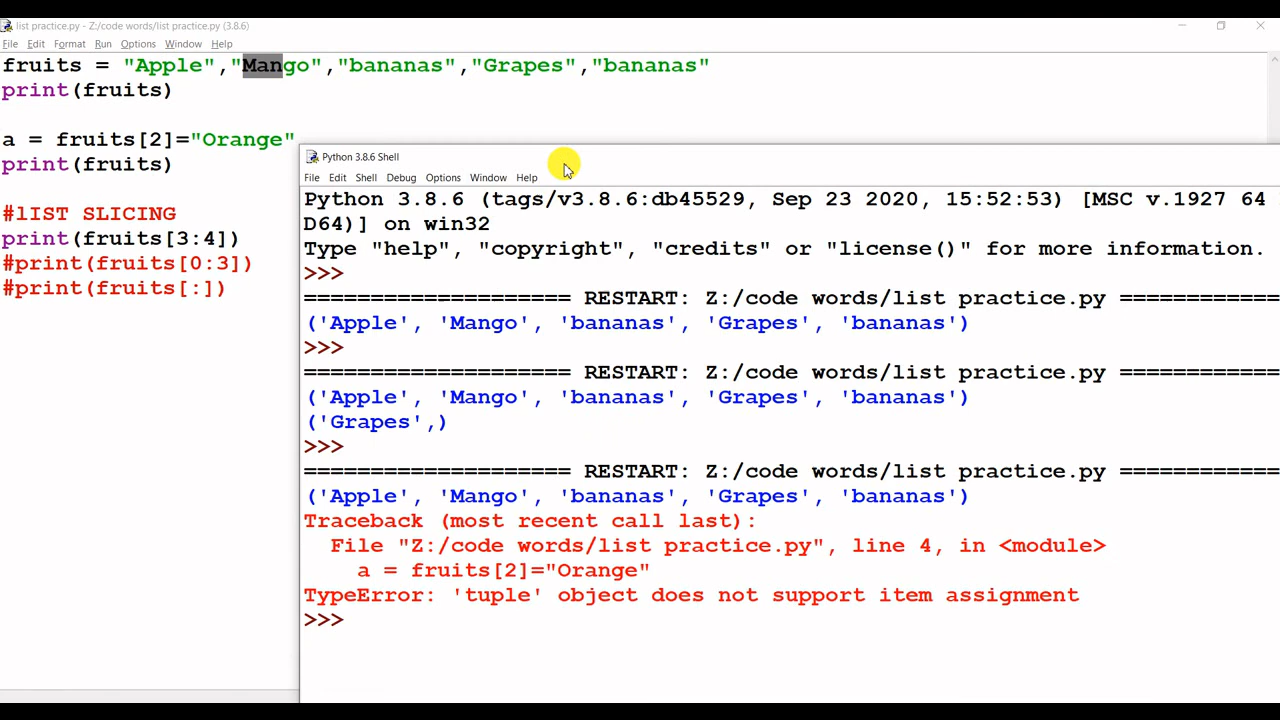 list practice.py - Z:/code words/list practice.py (3.8.6)
File Edit Format Run Options Window Help
fruits = "Apple","Mango","bananas","Grapes","bananas"
print(fruits)
a = fruits[2]="Orange"
print(fruits)
#lIST SLICING
print(fruits[3:4])
#print(fruits[0:3])
#print(fruits[:])
Python 3.8.6 Shell
File Edit Shell Debug Options Window Help
Python 3.8.6 (tags/v3.8.6:db45529, Sep 23 2020, 15:52:53) [MSC v.1927 64
D64)] on win32
Type "help", "copyright", "credits" or "license()" for more information.
>>>
==================== RESTART: Z:/code words/list practice.py ============
('Apple', 'Mango', 'bananas', 'Grapes', 'bananas')
>>>
==================== RESTART: Z:/code words/list practice.py ============
('Apple', 'Mango', 'bananas', 'Grapes', 'bananas')
('Grapes',)
>>>
==================== RESTART: Z:/code words/list practice.py ============
('Apple', 'Mango', 'bananas', 'Grapes', 'bananas')
Traceback (most recent call last):
  File "Z:/code words/list practice.py", line 4, in <module>
    a = fruits[2]="Orange"
TypeError: 'tuple' object does not support item assignment
>>>